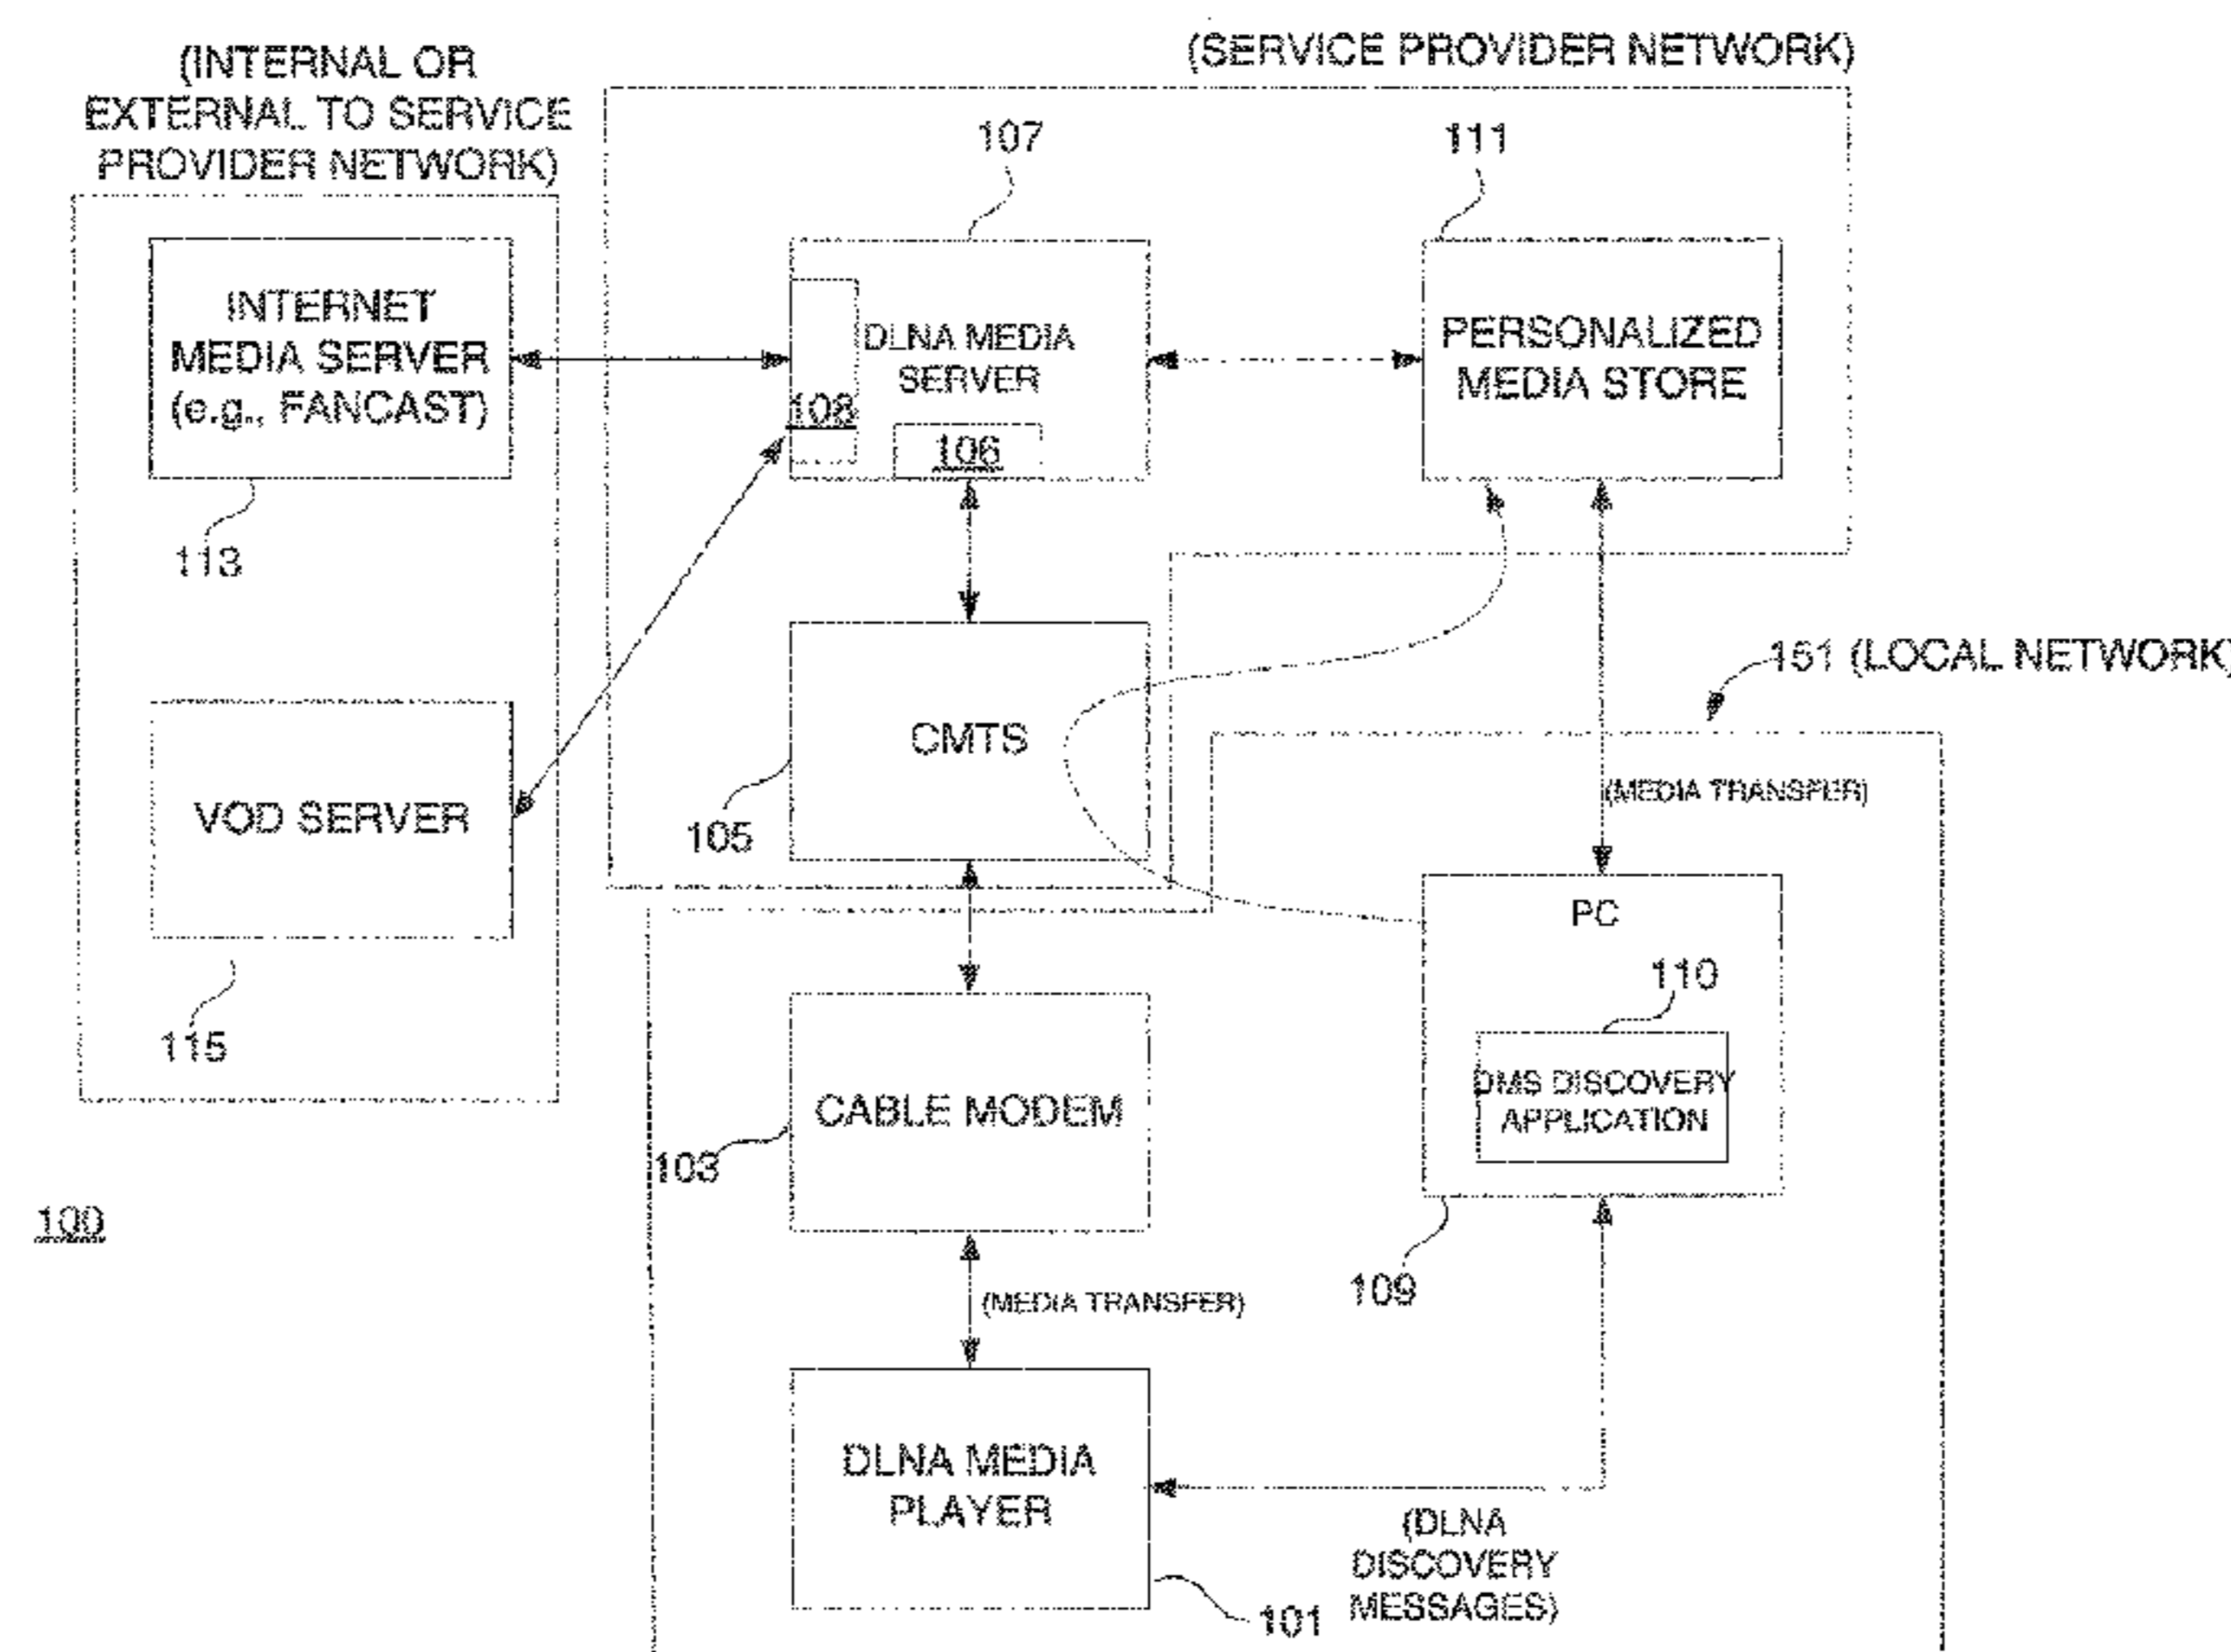 (INTERNAL OR
EXTERNAL TO SERVICE
PROVIDER NETWORK)
(SERVICE PROVIDER NETWORK)
107
111
INTERNET
MEDIA SERVER
(e.g., FANCAST)
DLNA MEDIA
SERVER
108
106
PERSONALIZED
MEDIA STORE
113
151 (LOCAL NETWORK)
CMTS
105
(MEDIA TRANSFER)
VOD SERVER
115
PC
110
DMS DISCOVERY
APPLICATION
CABLE MODEM
103
100
109
(MEDIA TRANSFER)
DLNA MEDIA
PLAYER
(DLNA
DISCOVERY
MESSAGES)
101